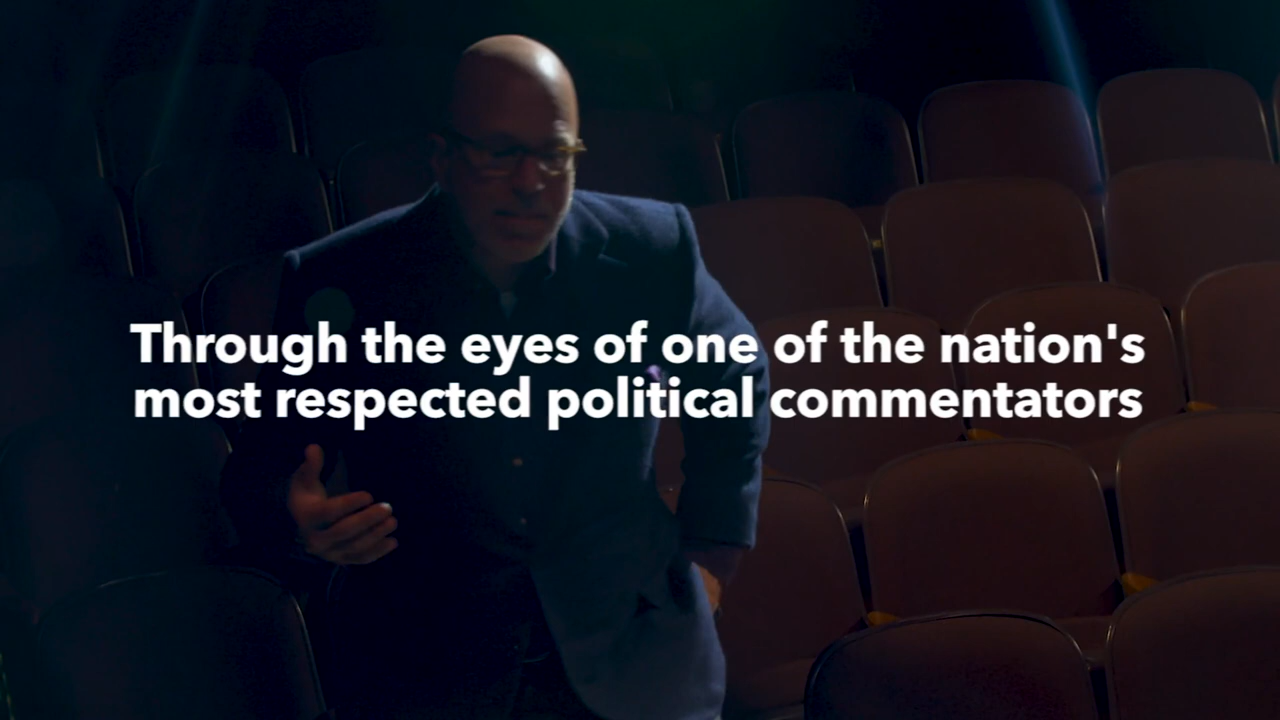 Through the eyes of one of the nation's
most respected political commentators